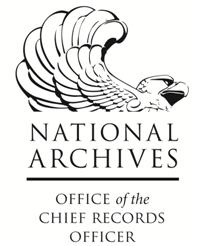 NATIONAL
ARCHIVES
OFFICE of the
CHIEF RECORDS
OFFICER